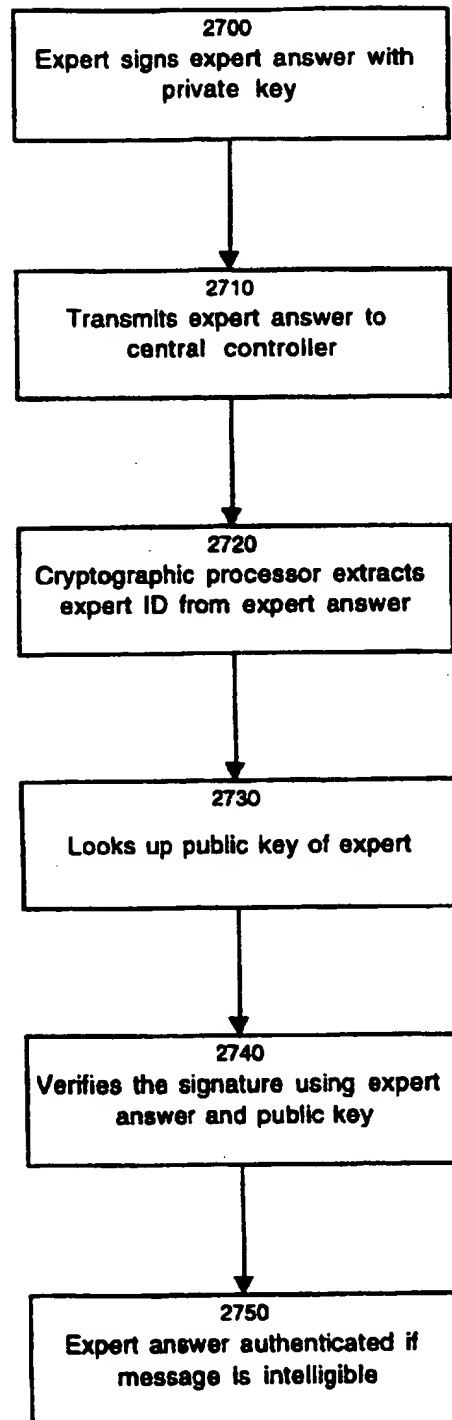 2700
Expert signs expert answer with
private key
2710
Transmits expert answer to
central controller
2720
Cryptographic processor extracts
expert ID from expert answer
2730
Looks up public key of expert
2740
Verifies the signature using expert
answer and public key
2750
Expert answer authenticated if
message is intelligible